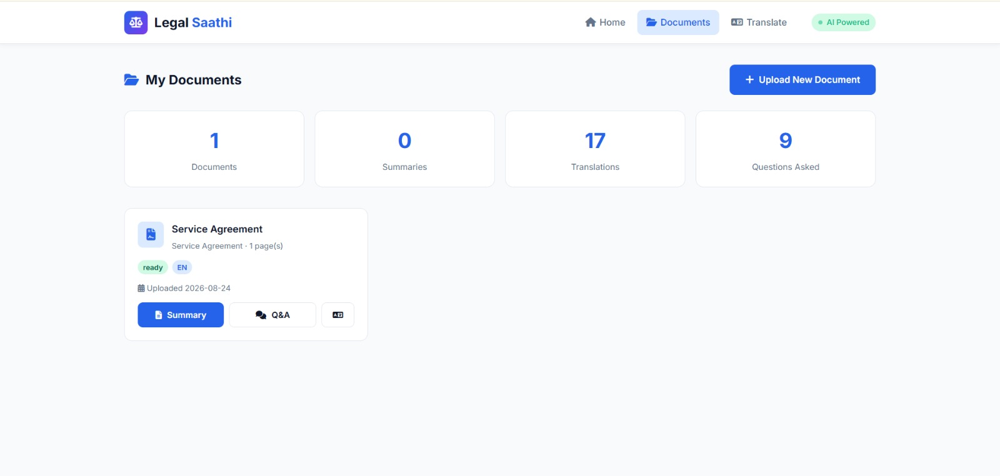 Legal Saathi
Home
Documents
Translate
AI Powered
My Documents
+ Upload New Document
1
Documents
0
Summaries
17
Translations
9
Questions Asked
Service Agreement
Service Agreement · 1 page(s)
ready
EN
Uploaded 2026-08-24
Summary
Q&A